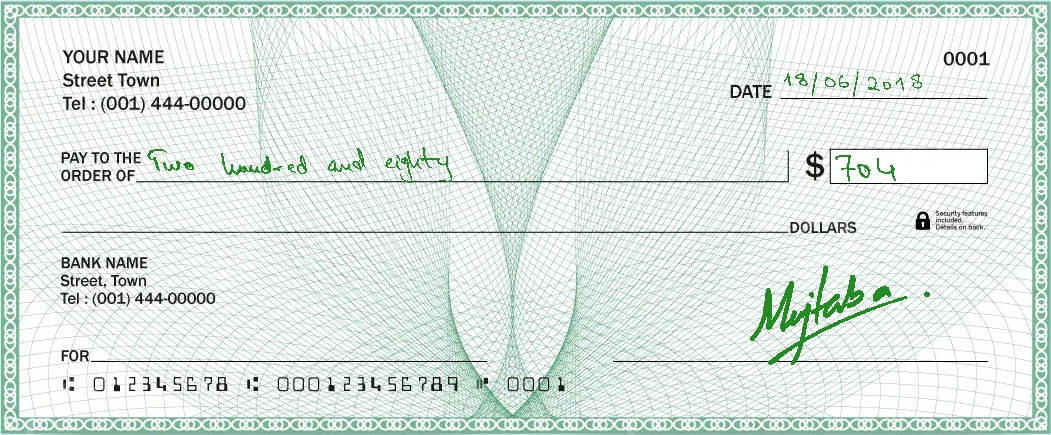 YOUR NAME
0001
Street Town
DATE 18/06/2018
Tel : (001) 444-00000
PAY TO THE ORDER OF Two hundred and eighty $ 704
DOLLARS
Security features
included.
Details on back.
BANK NAME
Street, Town
Tel : (001) 444-00000
Mujtaba.
FOR
⑆ 012345678 ⑆ 000123456789 ⑈ 0001